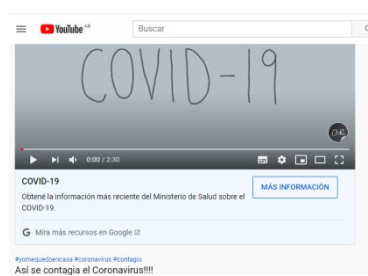 YouTube AR
Buscar
COVID-19
0:00 / 2:30
COVID-19
Obtené la información más reciente del Ministerio de Salud sobre el
COVID-19.
MÁS INFORMACIÓN
G Mira más recursos en Google
#yomequedoencasa #coronavirus #contagio
Así se contagia el Coronavirus!!!!